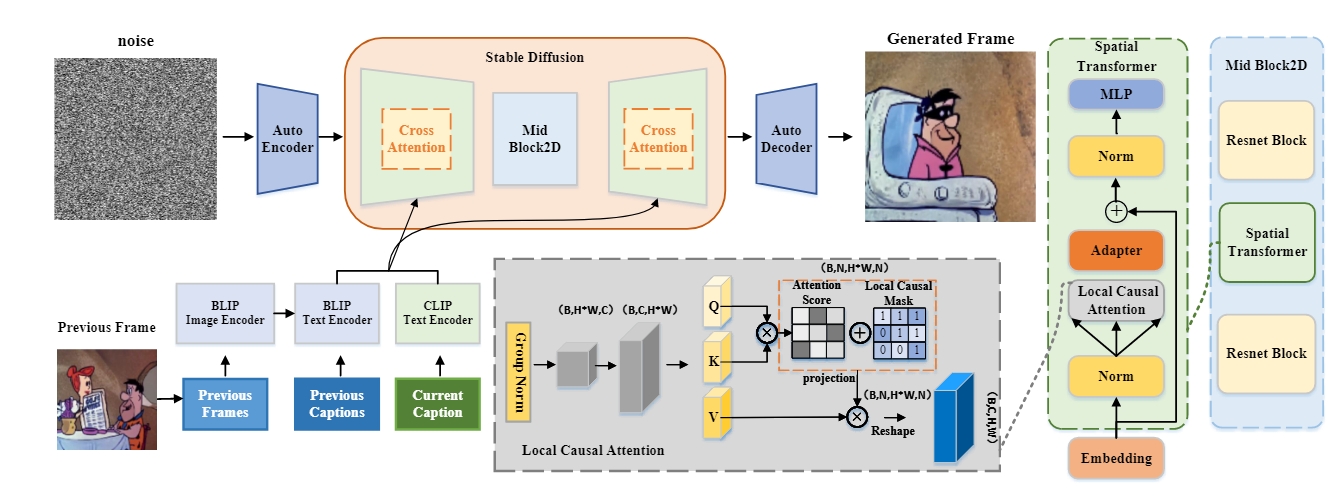 noise
Auto
Encoder
Stable Diffusion
Cross
Attention
Mid
Block2D
Cross
Attention
Auto
Decoder
Generated Frame
Previous Frame
BLIP
Image Encoder
BLIP
Text Encoder
CLIP
Text Encoder
Previous
Frames
Previous
Captions
Current
Caption
Group Norm
(B,H*W,C)
(B,C,H*W)
Q
K
V
(B,N,H*W,N)
Attention
Score
Local Causal
Mask
1 1 1
0 1 1
0 0 1
projection
(B,N,H*W,N)
Reshape
(B,C,H,W)
Local Causal Attention
Spatial
Transformer
MLP
Norm
Adapter
Local Causal
Attention
Norm
Embedding
Mid Block2D
Resnet Block
Spatial
Transformer
Resnet Block